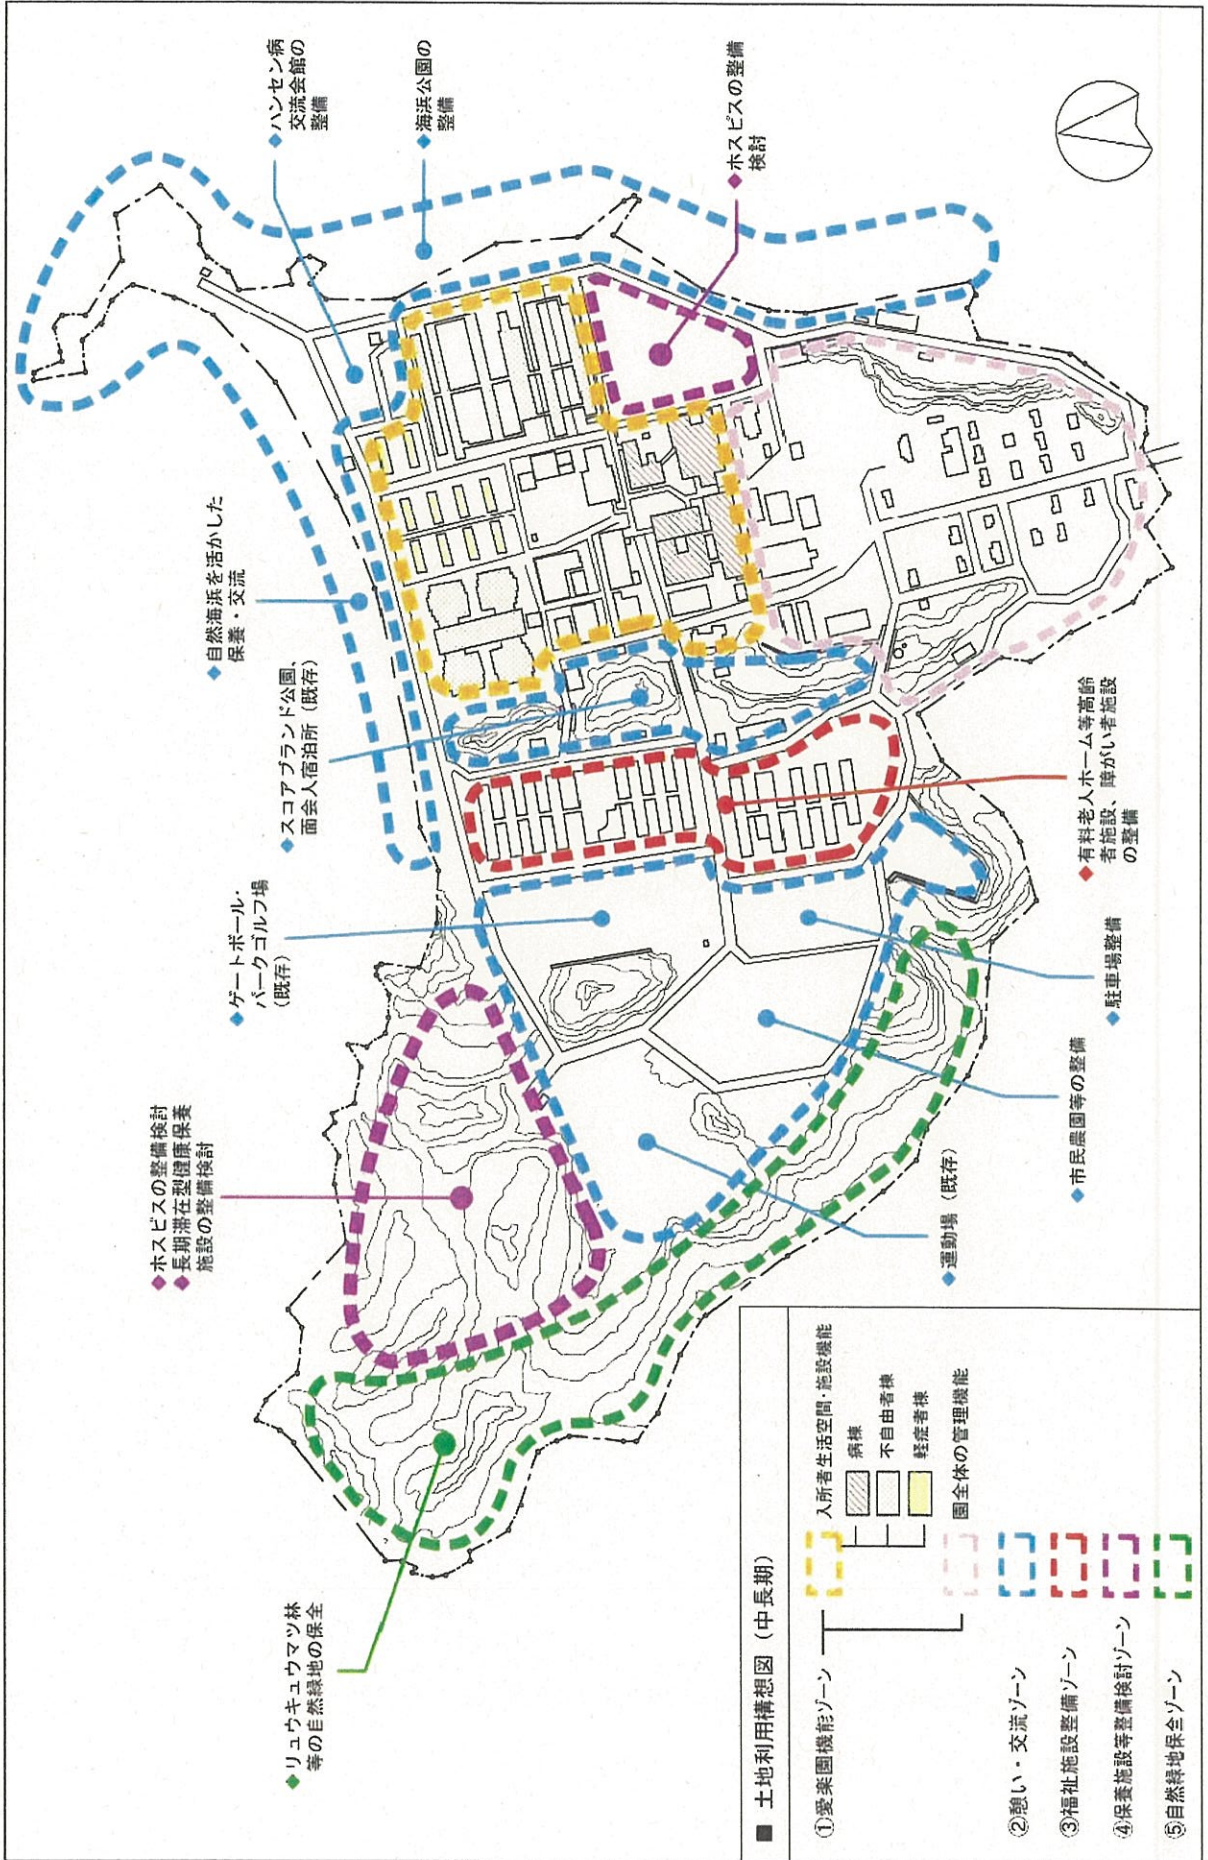 ◆リュウキュウマツ林
等の自然緑地の保全
◆ホスピスの整備検討
◆長期滞在型健康保養
施設の整備検討
◆ゲートボール・
パークゴルフ場
(既存)
◆スコアブランド公園、
面会人宿泊所(既存)
◆自然海浜を活かした
保養・交流
◆ハンセン病
交流会館の
整備
◆海浜公園の
整備
◆ホスピスの整備
検討
◆運動場(既存)
◆市民農園等の整備
◆駐車場整備
◆有料老人ホーム等高齢
者施設、障がい者施設
の整備
■ 土地利用構想図(中長期)
①愛楽園機能ゾーン
入所者生活空間・施設機能
病棟
不自由者棟
軽症者棟
園全体の管理機能
②憩い・交流ゾーン
③福祉施設整備ゾーン
④保養施設等整備検討ゾーン
⑤自然緑地保全ゾーン